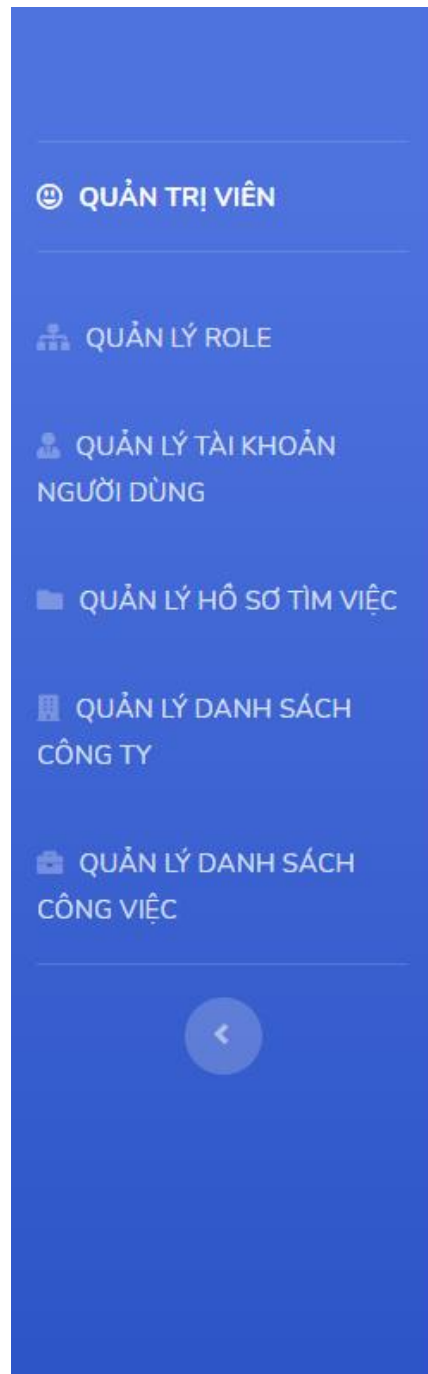 QUẢN TRỊ VIÊN
QUẢN LÝ ROLE
QUẢN LÝ TÀI KHOẢN
NGƯỜI DÙNG
QUẢN LÝ HỒ SƠ TÌM VIỆC
QUẢN LÝ DANH SÁCH
CÔNG TY
QUẢN LÝ DANH SÁCH
CÔNG VIỆC